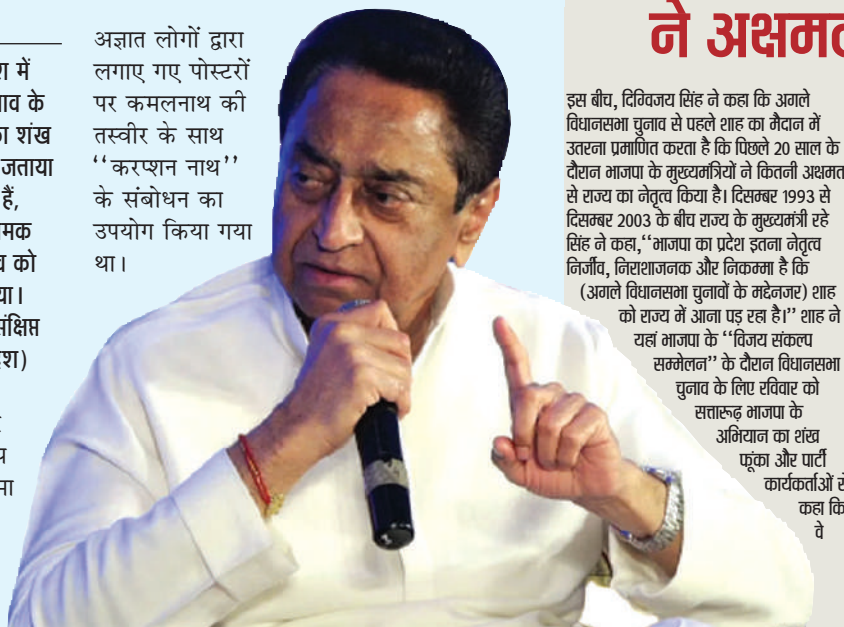 श में
ाव के
ा शंख
जताया
हैं,
मक
व को
या।
संक्षिप्त
श)
य
मा
अज्ञात लोगों द्वारा
लगाए गए पोस्टरों
पर कमलनाथ की
तस्वीर के साथ
‘‘करप्शन नाथ’’
के संबोधन का
उपयोग किया गया
था।
ने अक्षमत
इस बीच, दिग्विजय सिंह ने कहा कि अगले
विधानसभा चुनाव से पहले शाह का मैदान में
उतरना प्रमाणित करता है कि पिछले 20 साल के
दौरान भाजपा के मुख्यमंत्रियों ने कितनी अक्षमत
से राज्य का नेतृत्व किया है। दिसम्बर 1993 से
दिसम्बर 2003 के बीच राज्य के मुख्यमंत्री रहे
सिंह ने कहा,‘‘भाजपा का प्रदेश इतना नेतृत्व
निर्जीव, निराशाजनक और निकम्मा है कि
(अगले विधानसभा चुनावों के मद्देनजर) शाह
को राज्य में आना पड़ रहा है।’’ शाह ने
यहां भाजपा के ‘‘विजय संकल्प
सम्मेलन’’ के दौरान विधानसभा
चुनाव के लिए रविवार को
सत्तारूढ़ भाजपा के
अभियान का शंख
फूंका और पार्टी
कार्यकर्ताओं से
कहा कि
वे